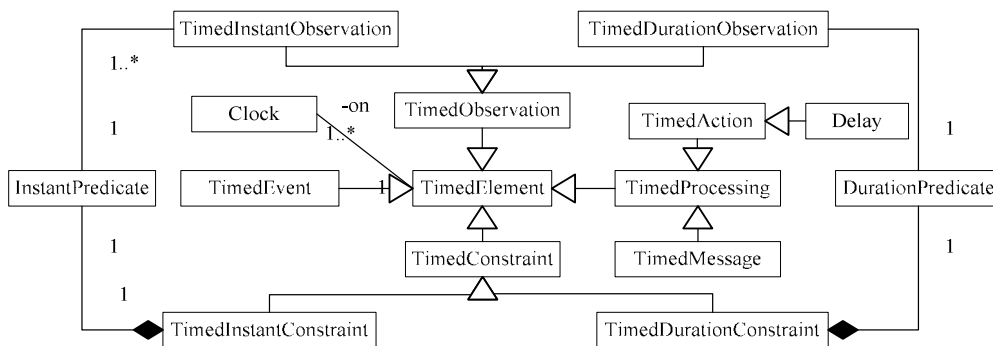 TimedInstantObservation
TimedDurationObservation
1..*
-on
Clock
TimedObservation
TimedAction
Delay
1..*
1
1
InstantPredicate
TimedEvent
1
TimedElement
TimedProcessing
DurationPredicate
1
TimedConstraint
TimedMessage
1
1
TimedInstantConstraint
TimedDurationConstraint